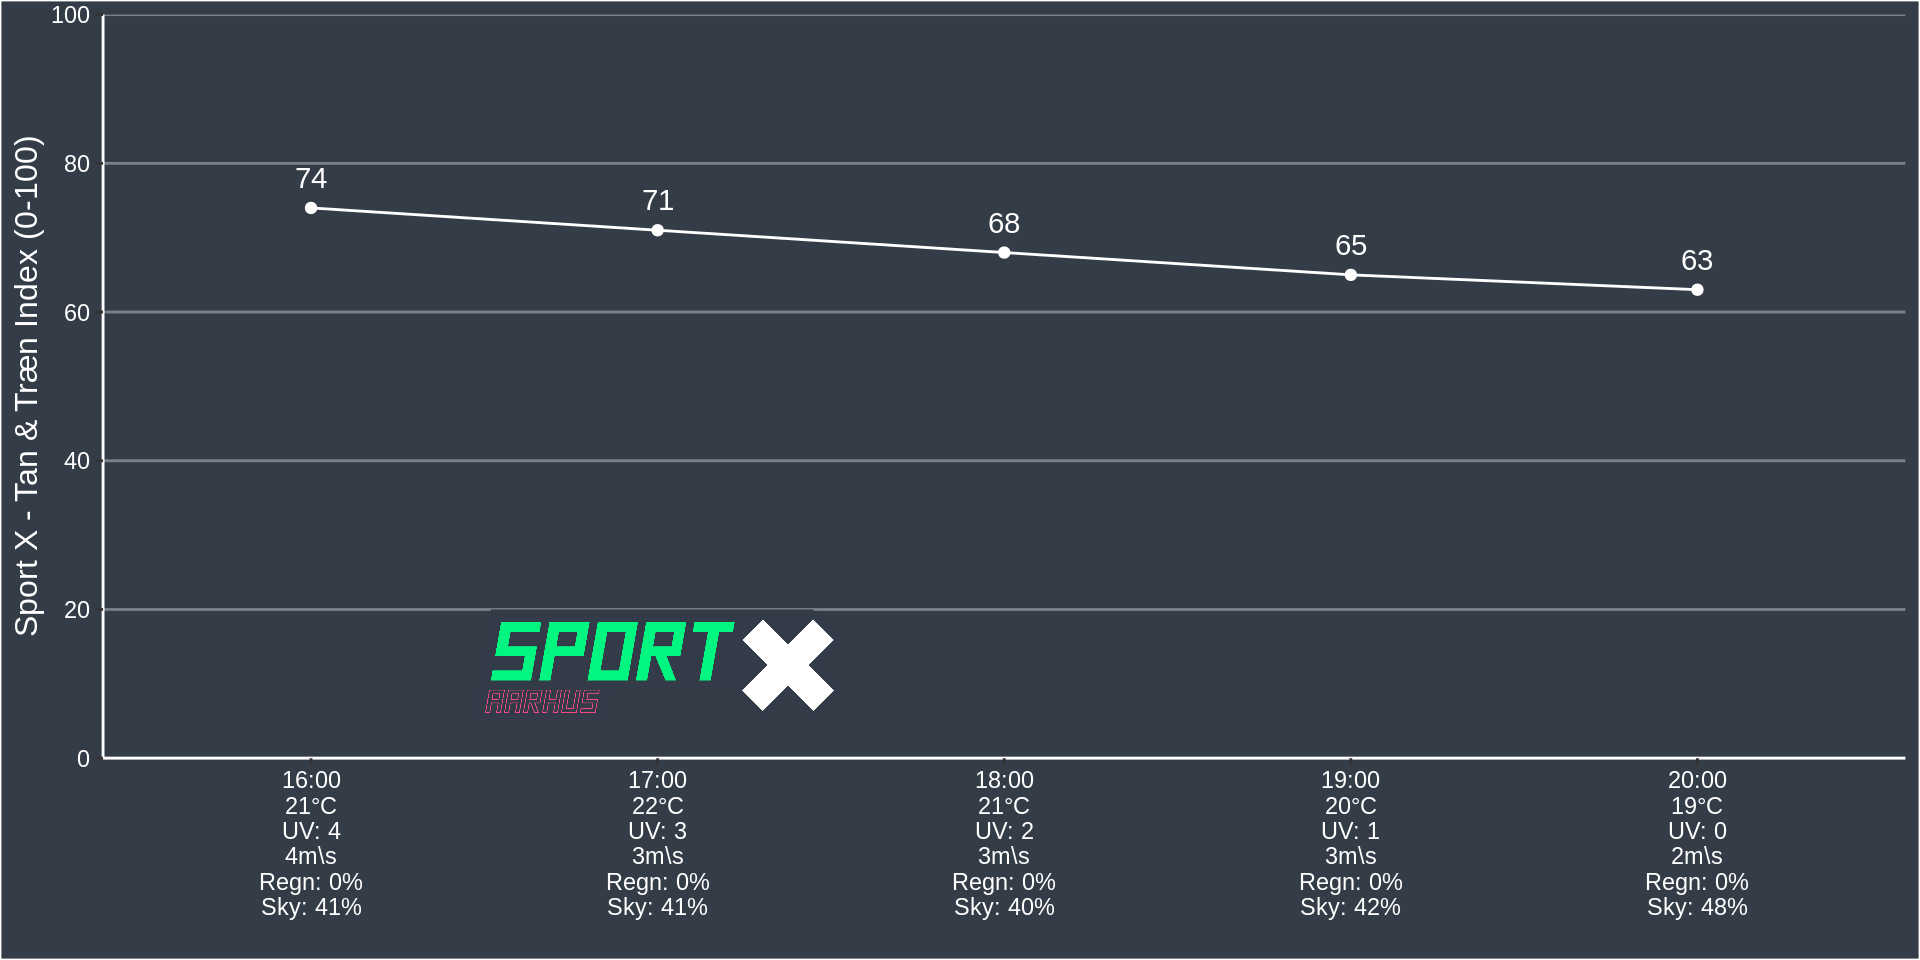 Sport X - Tan & Træn Index (0-100)
100
80
60
40
20
0
74
71
68
65
63
SPORT X
AARHUS
16:00
21°C
UV: 4
4m\s
Regn: 0%
Sky: 41%
17:00
22°C
UV: 3
3m\s
Regn: 0%
Sky: 41%
18:00
21°C
UV: 2
3m\s
Regn: 0%
Sky: 40%
19:00
20°C
UV: 1
3m\s
Regn: 0%
Sky: 42%
20:00
19°C
UV: 0
2m\s
Regn: 0%
Sky: 48%